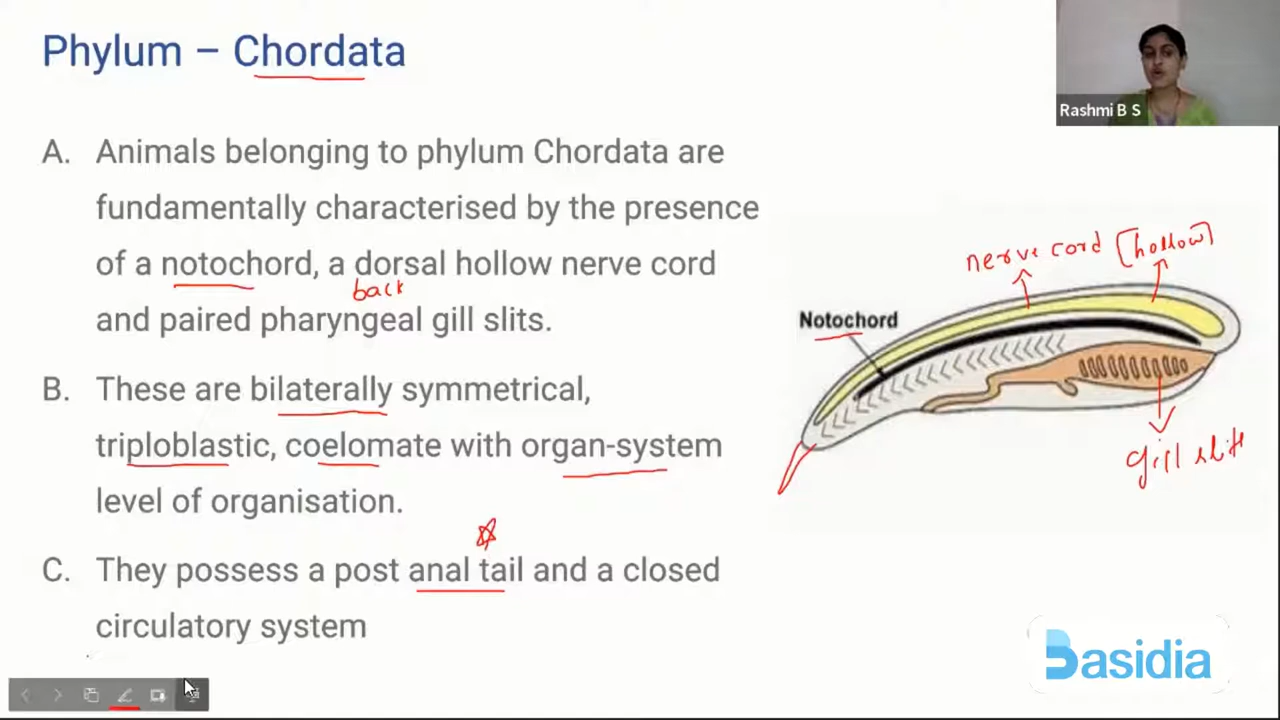 Phylum – Chordata
Rashmi B S
A. Animals belonging to phylum Chordata are
fundamentally characterised by the presence
of a notochord, a dorsal hollow nerve cord
back
and paired pharyngeal gill slits.
B. These are bilaterally symmetrical,
triploblastic, coelomate with organ-system
level of organisation.
C. They possess a post anal tail and a closed
circulatory system
nerve cord [hollow]
Notochord
gill slits
Basidia